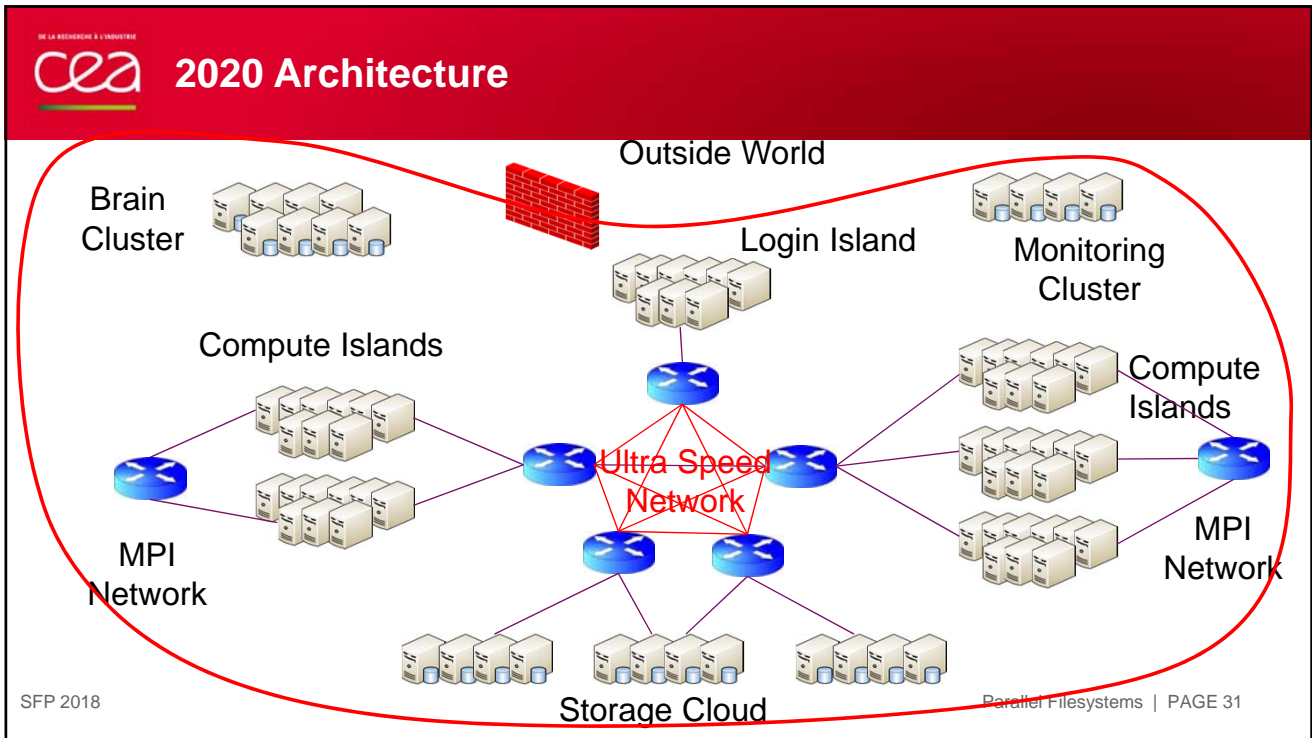 DE LA RECHERCHE À L'INDUSTRIE
cea
2020 Architecture
Outside World
Brain
Cluster
Login Island
Monitoring
Cluster
Compute Islands
Compute
Islands
Ultra Speed
Network
MPI
Network
MPI
Network
Storage Cloud
SFP 2018
Parallel Filesystems | PAGE 31